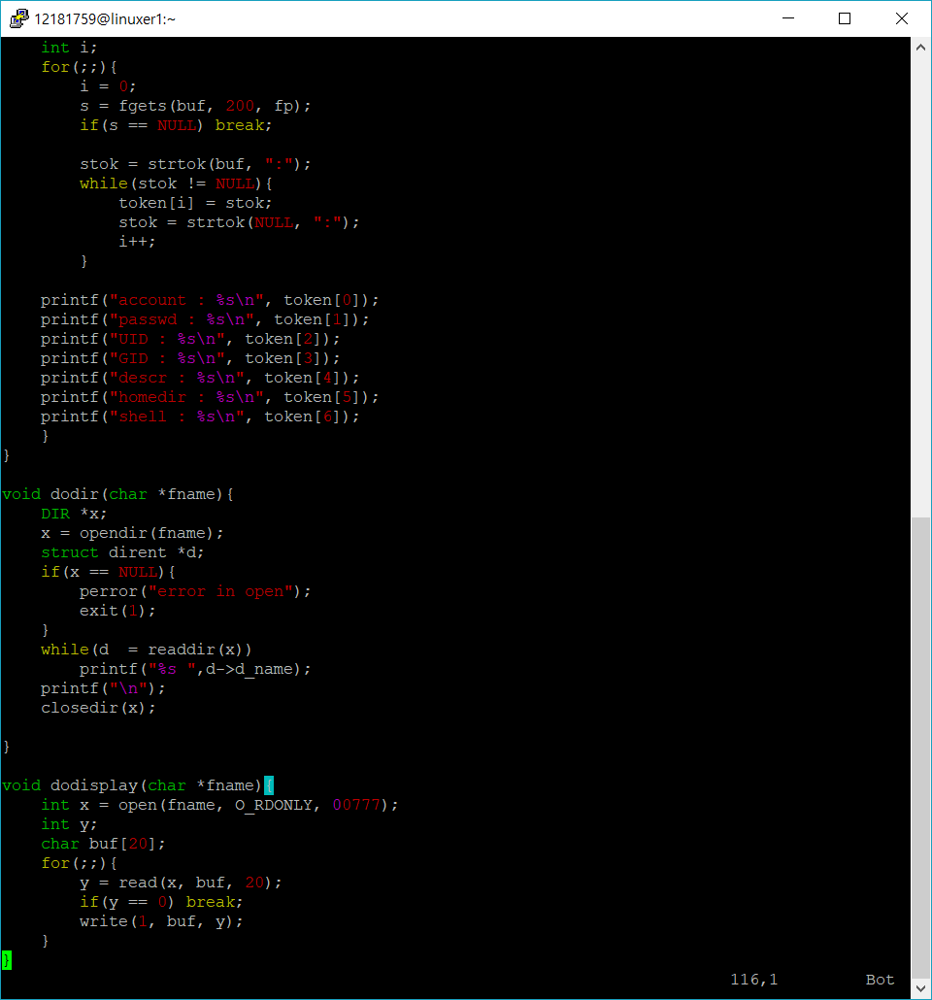 12181759@linuxer1:~
    int i;
    for(;;){
        i = 0;
        s = fgets(buf, 200, fp);
        if(s == NULL) break;

        stok = strtok(buf, ":");
        while(stok != NULL){
            token[i] = stok;
            stok = strtok(NULL, ":");
            i++;
        }

    printf("account : %s\n", token[0]);
    printf("passwd : %s\n", token[1]);
    printf("UID : %s\n", token[2]);
    printf("GID : %s\n", token[3]);
    printf("descr : %s\n", token[4]);
    printf("homedir : %s\n", token[5]);
    printf("shell : %s\n", token[6]);
    }
}

void dodir(char *fname){
    DIR *x;
    x = opendir(fname);
    struct dirent *d;
    if(x == NULL){
        perror("error in open");
        exit(1);
    }
    while(d  = readdir(x))
        printf("%s ",d->d_name);
    printf("\n");
    closedir(x);

}

void dodisplay(char *fname){
    int x = open(fname, O_RDONLY, 00777);
    int y;
    char buf[20];
    for(;;){
        y = read(x, buf, 20);
        if(y == 0) break;
        write(1, buf, y);
    }
}
116,1         Bot